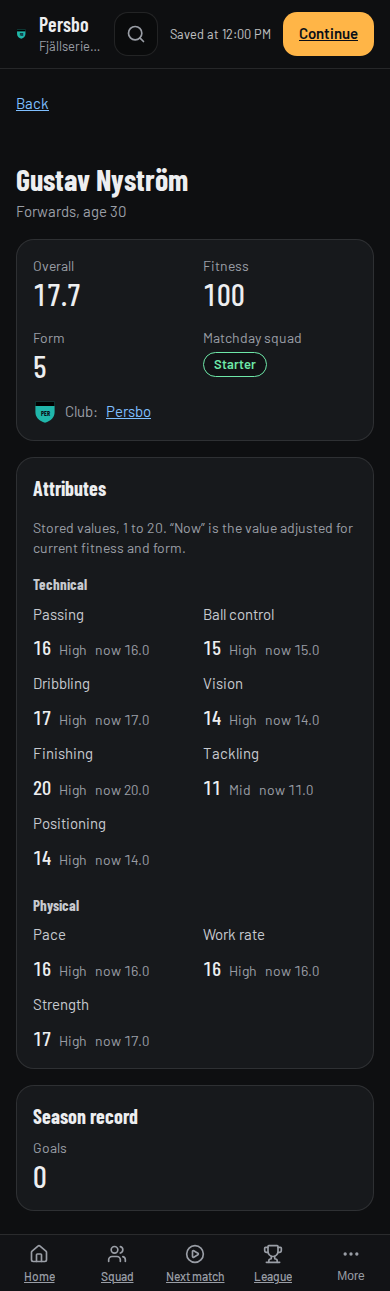 Persbo
Fjällserie...
Saved at 12:00 PM
Continue
Back
Gustav Nyström
Forwards, age 30
Overall
Fitness
17.7
100
Form
Matchday squad
5
Starter
PER
Club: Persbo
Attributes
Stored values, 1 to 20. “Now” is the value adjusted for
current fitness and form.
Technical
Passing
Ball control
16 High now 16.0
15 High now 15.0
Dribbling
Vision
17 High now 17.0
14 High now 14.0
Finishing
Tackling
20 High now 20.0
11 Mid now 11.0
Positioning
14 High now 14.0
Physical
Pace
Work rate
16 High now 16.0
16 High now 16.0
Strength
17 High now 17.0
Season record
Goals
0
Home
Squad
Next match
League
More